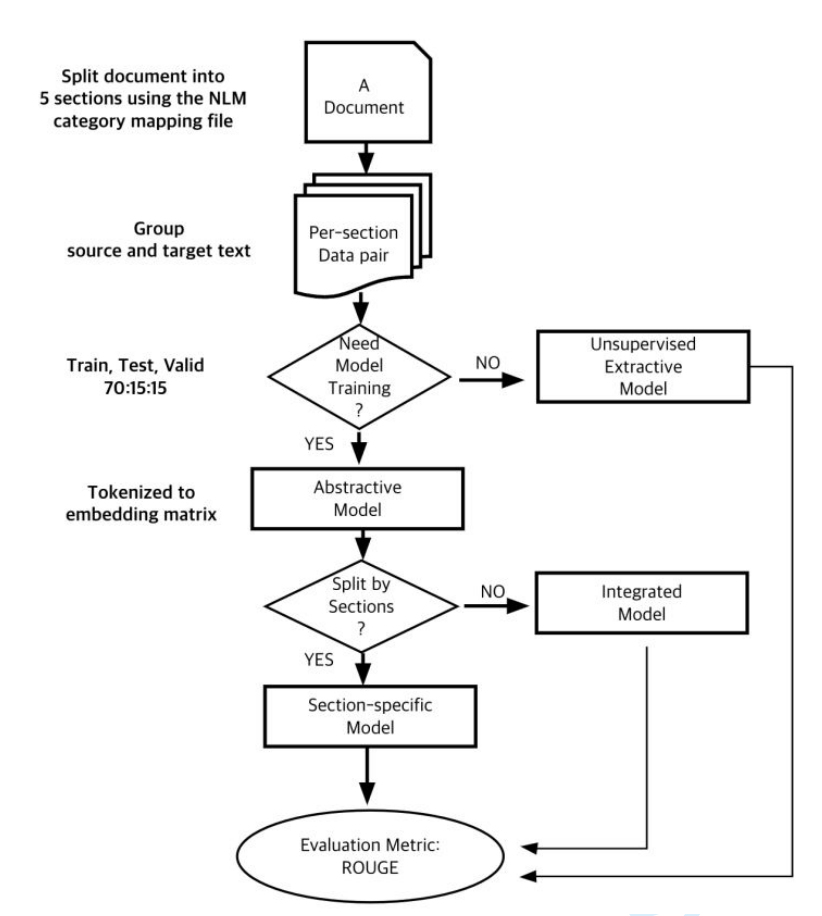 Split document into
5 sections using the NLM
category mapping file
A
Document
Group
source and target text
Per-section
Data pair
Train, Test, Valid
70:15:15
Need
Model
Training
?
NO
Unsupervised
Extractive
Model
YES
Tokenized to
embedding matrix
Abstractive
Model
Split by
Sections
?
NO
Integrated
Model
YES
Section-specific
Model
Evaluation Metric:
ROUGE